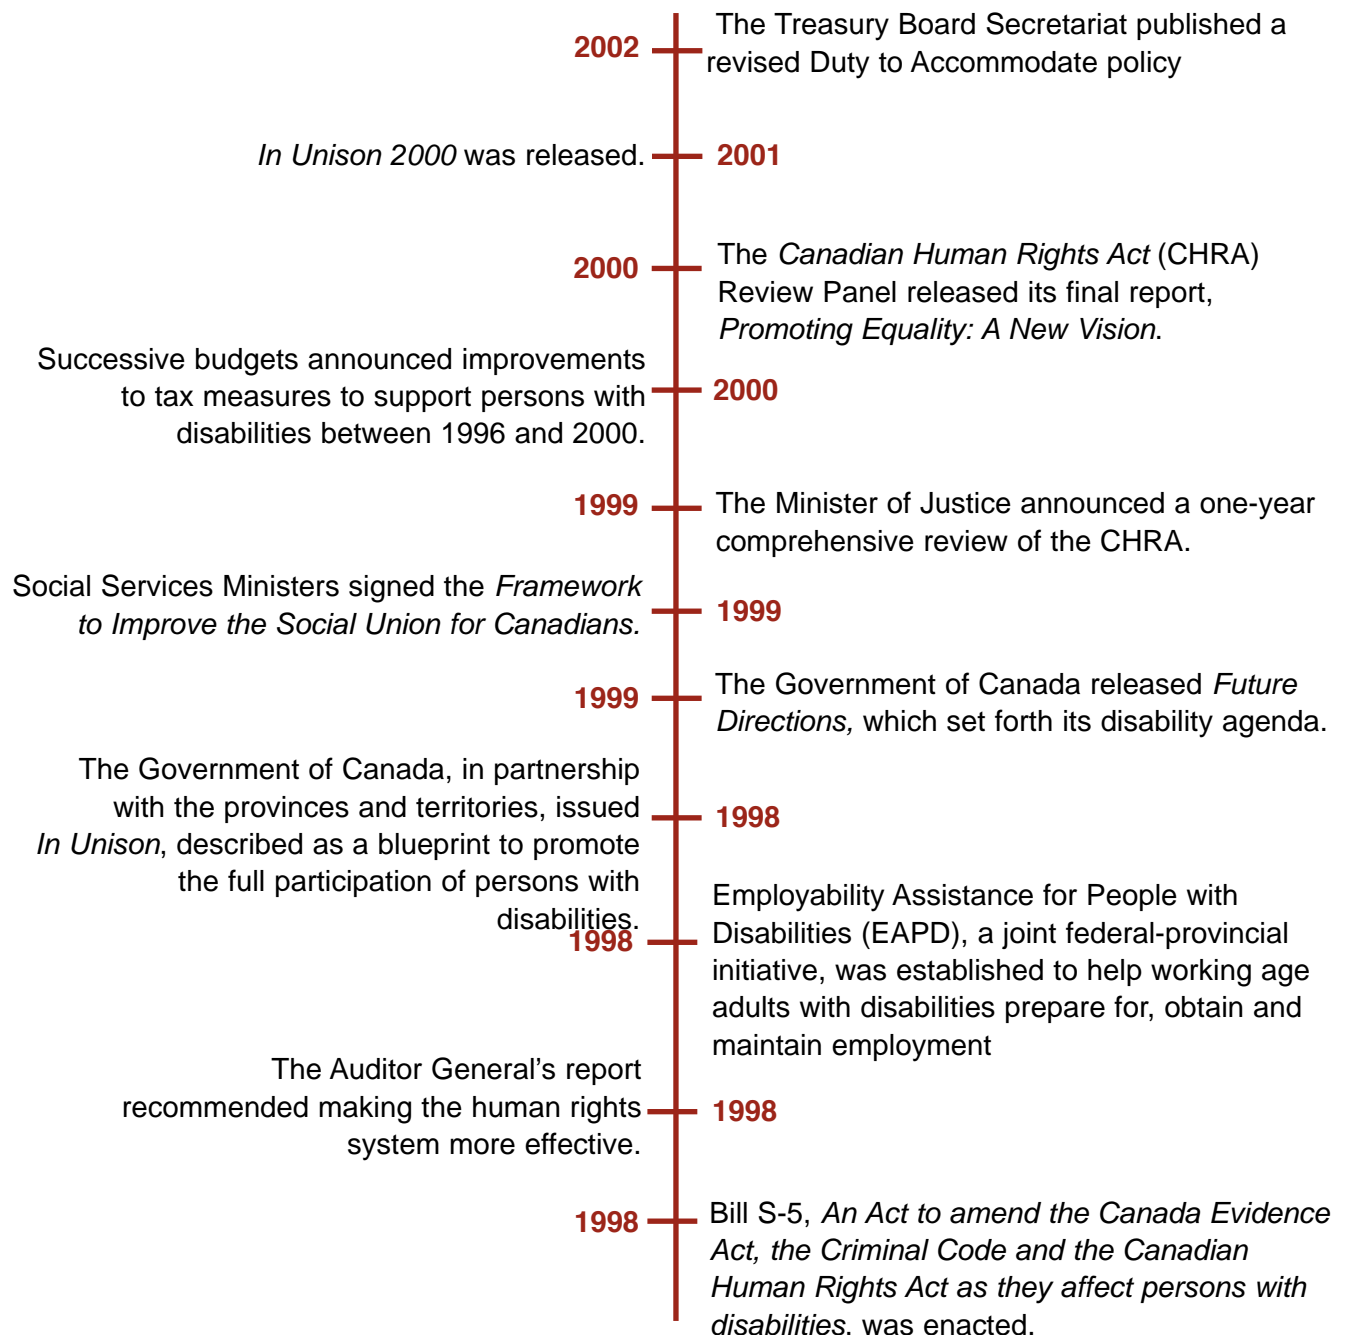 2002
The Treasury Board Secretariat published a
revised Duty to Accommodate policy
In Unison 2000 was released.
2001
2000
The Canadian Human Rights Act (CHRA)
Review Panel released its final report,
Promoting Equality: A New Vision.
Successive budgets announced improvements
to tax measures to support persons with
disabilities between 1996 and 2000.
2000
1999
The Minister of Justice announced a one-year
comprehensive review of the CHRA.
Social Services Ministers signed the Framework
to Improve the Social Union for Canadians.
1999
1999
The Government of Canada released Future
Directions, which set forth its disability agenda.
The Government of Canada, in partnership
with the provinces and territories, issued
In Unison, described as a blueprint to promote
the full participation of persons with
disabilities.
1998
1998
Employability Assistance for People with
Disabilities (EAPD), a joint federal-provincial
initiative, was established to help working age
adults with disabilities prepare for, obtain and
maintain employment
The Auditor General’s report
recommended making the human rights
system more effective.
1998
1998
Bill S-5, An Act to amend the Canada Evidence
Act, the Criminal Code and the Canadian
Human Rights Act as they affect persons with
disabilities, was enacted.